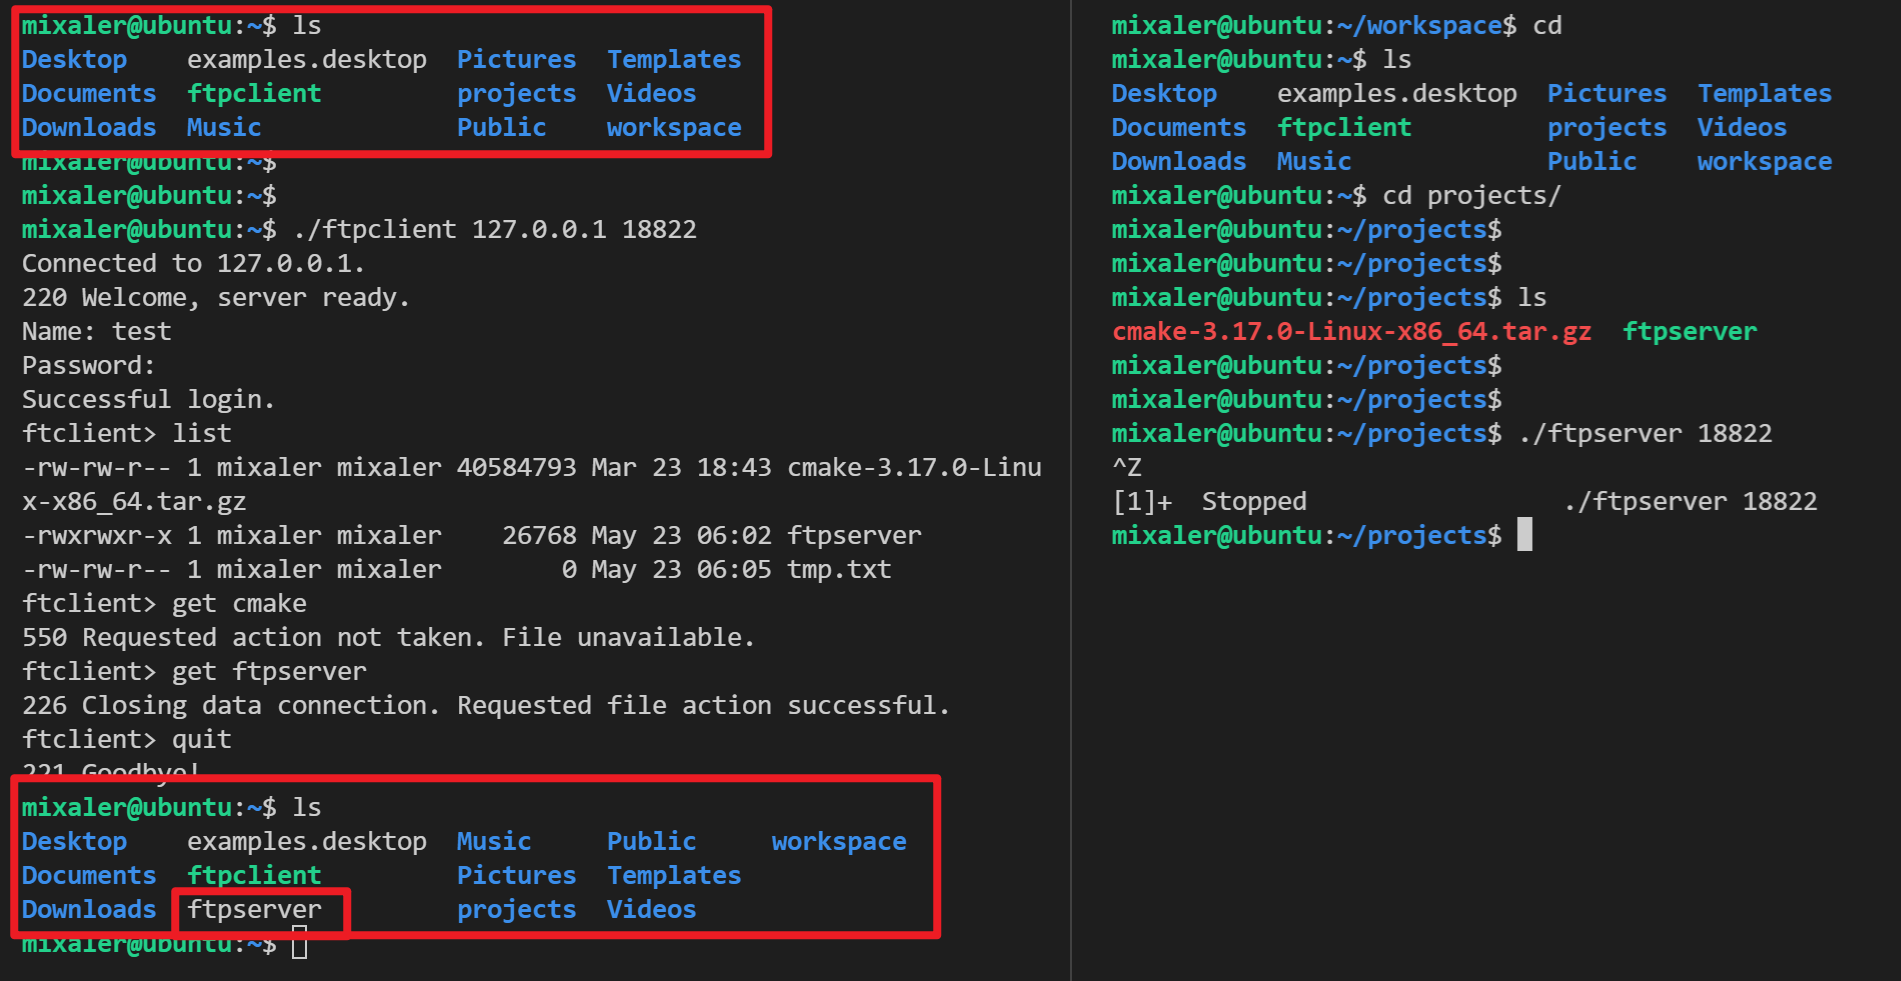 mixaler@ubuntu:~$ ls
Desktop    examples.desktop  Pictures  Templates
Documents  ftpclient         projects  Videos
Downloads  Music             Public    workspace
mixaler@ubuntu:~$
mixaler@ubuntu:~$
mixaler@ubuntu:~$ ./ftpclient 127.0.0.1 18822
Connected to 127.0.0.1.
220 Welcome, server ready.
Name: test
Password:
Successful login.
ftclient> list
-rw-rw-r-- 1 mixaler mixaler 40584793 Mar 23 18:43 cmake-3.17.0-Linu
x-x86_64.tar.gz
-rwxrwxr-x 1 mixaler mixaler    26768 May 23 06:02 ftpserver
-rw-rw-r-- 1 mixaler mixaler        0 May 23 06:05 tmp.txt
ftclient> get cmake
550 Requested action not taken. File unavailable.
ftclient> get ftpserver
226 Closing data connection. Requested file action successful.
ftclient> quit
221 Goodbye!
mixaler@ubuntu:~$ ls
Desktop    examples.desktop  Music     Public     workspace
Documents  ftpclient         Pictures  Templates
Downloads  ftpserver         projects  Videos
mixaler@ubuntu:~$
mixaler@ubuntu:~/workspace$ cd
mixaler@ubuntu:~$ ls
Desktop    examples.desktop  Pictures  Templates
Documents  ftpclient         projects  Videos
Downloads  Music             Public    workspace
mixaler@ubuntu:~$ cd projects/
mixaler@ubuntu:~/projects$
mixaler@ubuntu:~/projects$
mixaler@ubuntu:~/projects$ ls
cmake-3.17.0-Linux-x86_64.tar.gz  ftpserver
mixaler@ubuntu:~/projects$
mixaler@ubuntu:~/projects$
mixaler@ubuntu:~/projects$ ./ftpserver 18822
^Z
[1]+  Stopped                 ./ftpserver 18822
mixaler@ubuntu:~/projects$